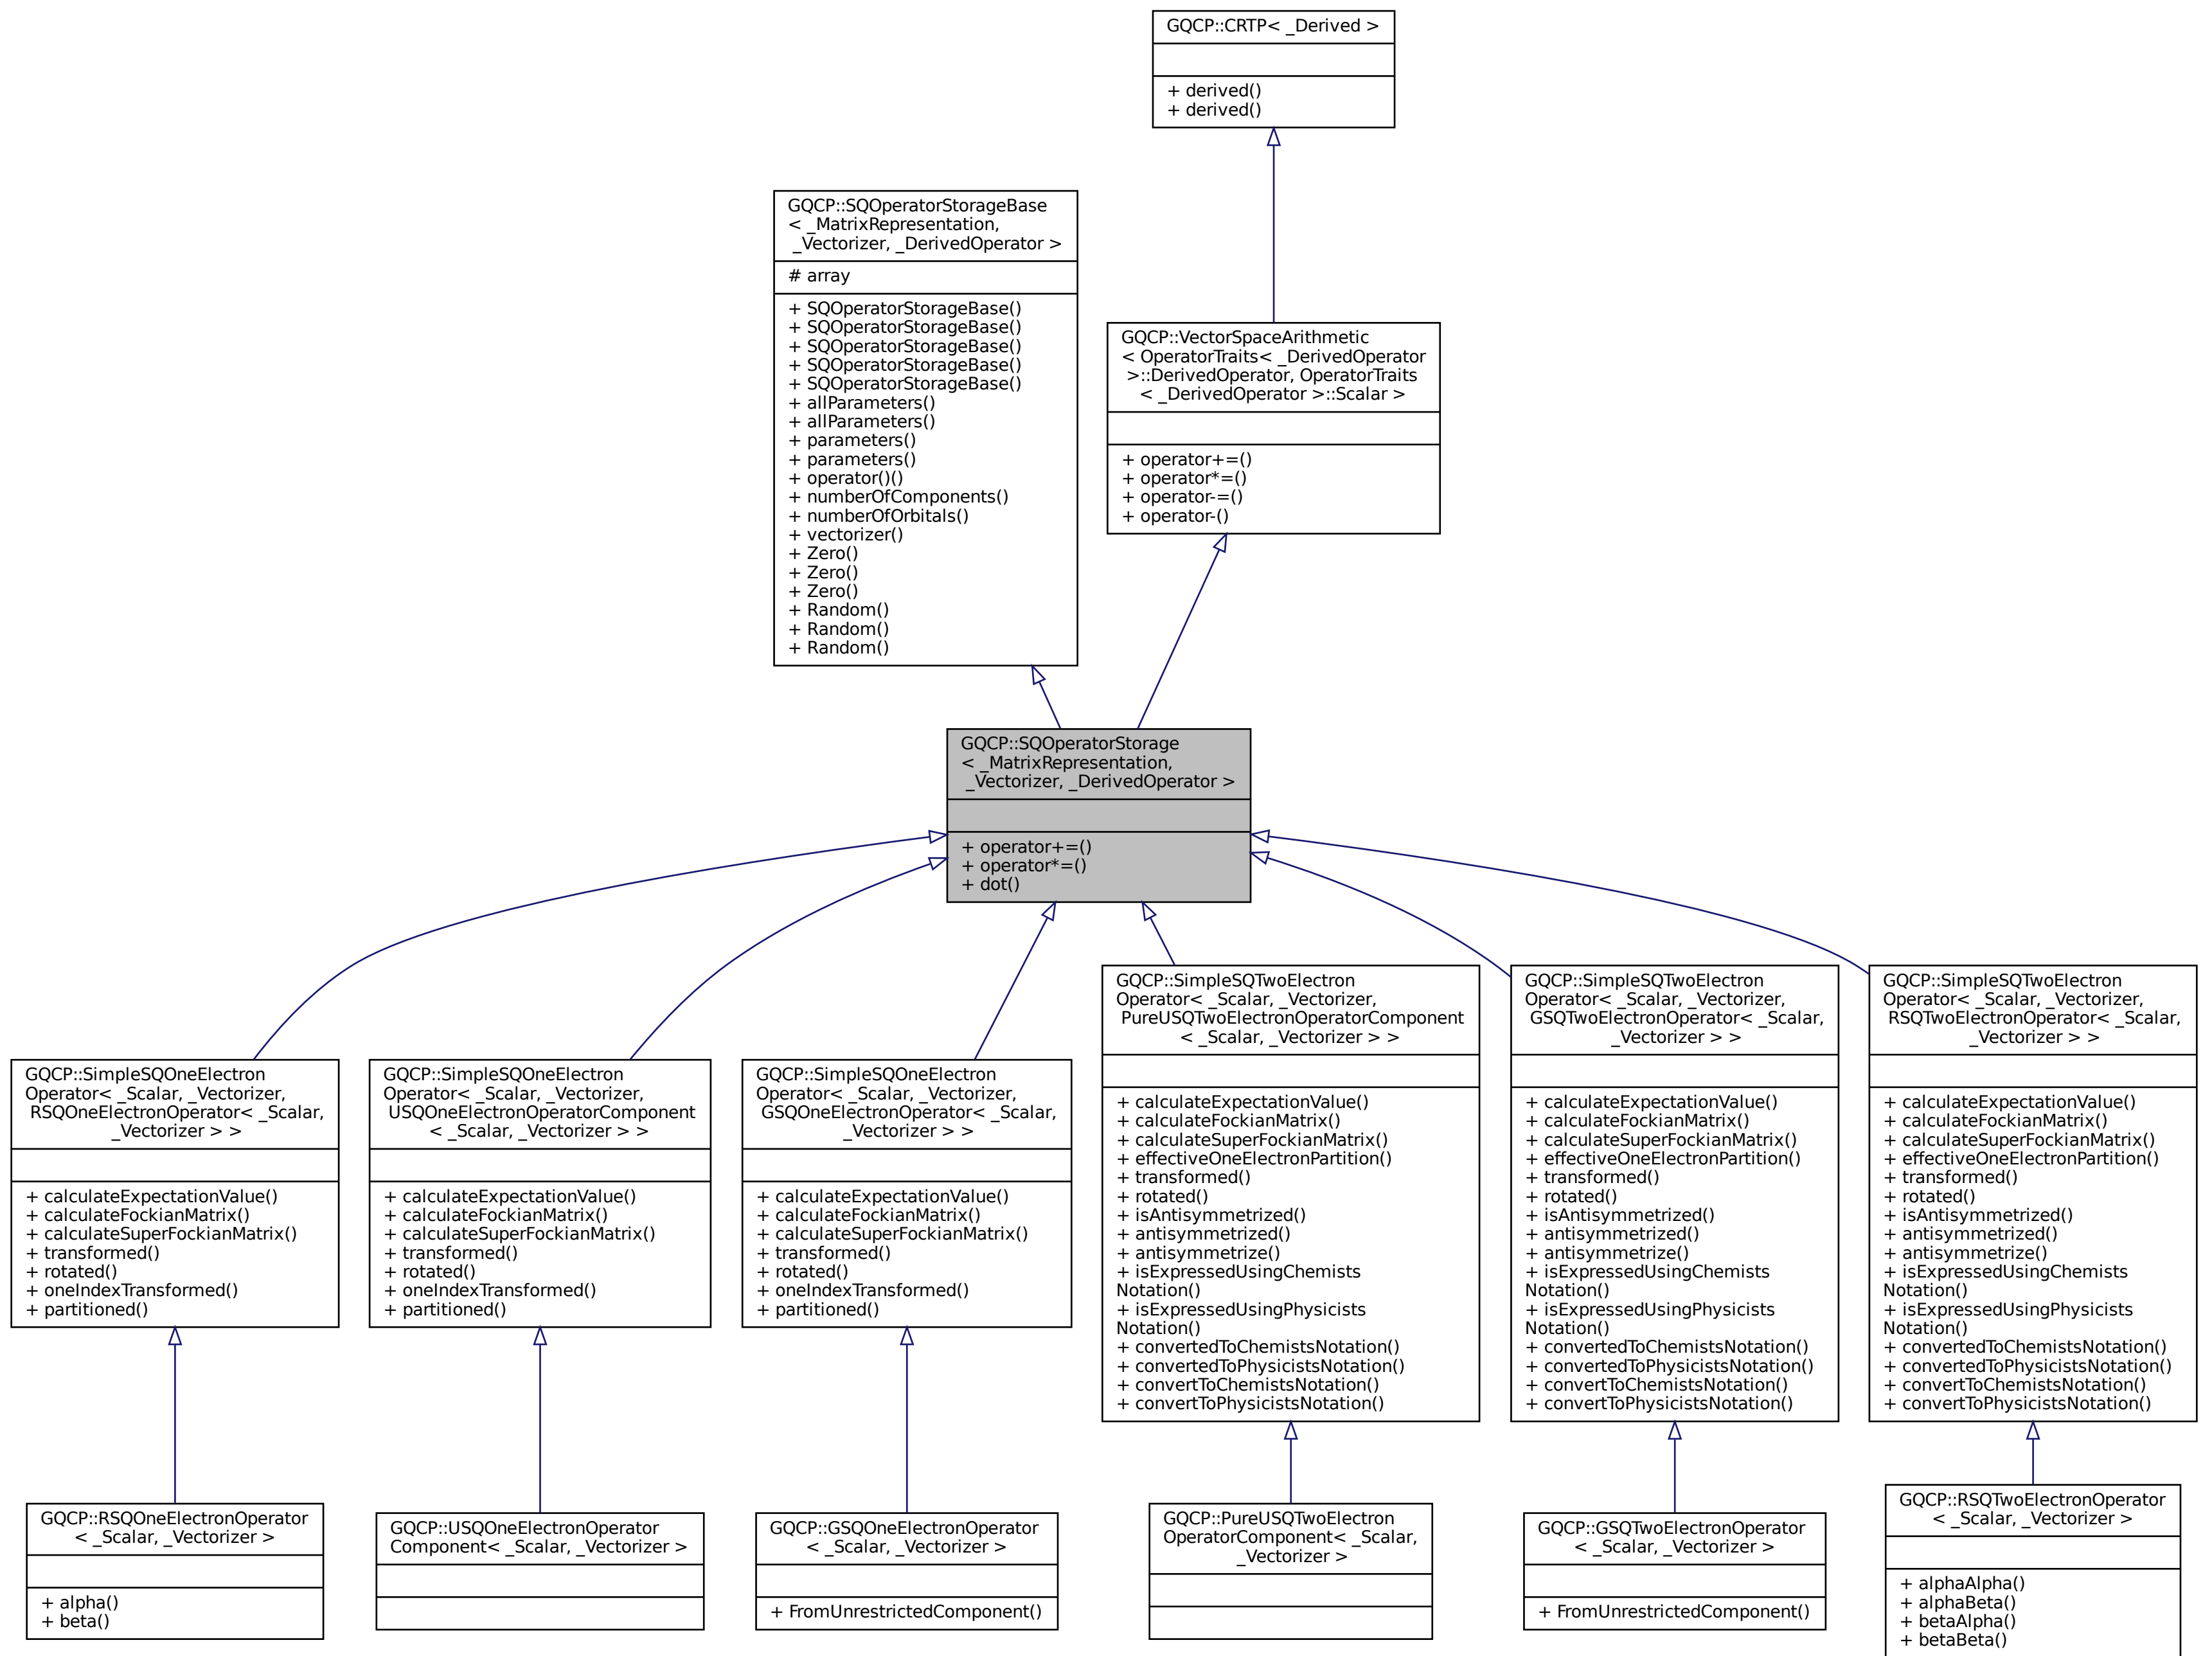 GQCP::CRTP< _Derived >
+ derived()
+ derived()
GQCP::SQOperatorStorageBase
< _MatrixRepresentation,
_Vectorizer, _DerivedOperator >
# array
+ SQOperatorStorageBase()
+ SQOperatorStorageBase()
+ SQOperatorStorageBase()
+ SQOperatorStorageBase()
+ SQOperatorStorageBase()
+ allParameters()
+ allParameters()
+ parameters()
+ parameters()
+ operator()()
+ numberOfComponents()
+ numberOfOrbitals()
+ vectorizer()
+ Zero()
+ Zero()
+ Zero()
+ Random()
+ Random()
+ Random()
GQCP::VectorSpaceArithmetic
< OperatorTraits< _DerivedOperator
>::DerivedOperator, OperatorTraits
< _DerivedOperator >::Scalar >
+ operator+=()
+ operator*=()
+ operator-=()
+ operator-()
GQCP::SQOperatorStorage
< _MatrixRepresentation,
_Vectorizer, _DerivedOperator >
+ operator+=()
+ operator*=()
+ dot()
GQCP::SimpleSQOneElectron
Operator< _Scalar, _Vectorizer,
RSQOneElectronOperator< _Scalar,
_Vectorizer > >
+ calculateExpectationValue()
+ calculateFockianMatrix()
+ calculateSuperFockianMatrix()
+ transformed()
+ rotated()
+ oneIndexTransformed()
+ partitioned()
GQCP::SimpleSQOneElectron
Operator< _Scalar, _Vectorizer,
USQOneElectronOperatorComponent
< _Scalar, _Vectorizer > >
+ calculateExpectationValue()
+ calculateFockianMatrix()
+ calculateSuperFockianMatrix()
+ transformed()
+ rotated()
+ oneIndexTransformed()
+ partitioned()
GQCP::SimpleSQOneElectron
Operator< _Scalar, _Vectorizer,
GSQOneElectronOperator< _Scalar,
_Vectorizer > >
+ calculateExpectationValue()
+ calculateFockianMatrix()
+ calculateSuperFockianMatrix()
+ transformed()
+ rotated()
+ oneIndexTransformed()
+ partitioned()
GQCP::SimpleSQTwoElectron
Operator< _Scalar, _Vectorizer,
PureUSQTwoElectronOperatorComponent
< _Scalar, _Vectorizer > >
+ calculateExpectationValue()
+ calculateFockianMatrix()
+ calculateSuperFockianMatrix()
+ effectiveOneElectronPartition()
+ transformed()
+ rotated()
+ isAntisymmetrized()
+ antisymmetrized()
+ antisymmetrize()
+ isExpressedUsingChemists
Notation()
+ isExpressedUsingPhysicists
Notation()
+ convertedToChemistsNotation()
+ convertedToPhysicistsNotation()
+ convertToChemistsNotation()
+ convertToPhysicistsNotation()
GQCP::SimpleSQTwoElectron
Operator< _Scalar, _Vectorizer,
GSQTwoElectronOperator< _Scalar,
_Vectorizer > >
+ calculateExpectationValue()
+ calculateFockianMatrix()
+ calculateSuperFockianMatrix()
+ effectiveOneElectronPartition()
+ transformed()
+ rotated()
+ isAntisymmetrized()
+ antisymmetrized()
+ antisymmetrize()
+ isExpressedUsingChemists
Notation()
+ isExpressedUsingPhysicists
Notation()
+ convertedToChemistsNotation()
+ convertedToPhysicistsNotation()
+ convertToChemistsNotation()
+ convertToPhysicistsNotation()
GQCP::SimpleSQTwoElectron
Operator< _Scalar, _Vectorizer,
RSQTwoElectronOperator< _Scalar,
_Vectorizer > >
+ calculateExpectationValue()
+ calculateFockianMatrix()
+ calculateSuperFockianMatrix()
+ effectiveOneElectronPartition()
+ transformed()
+ rotated()
+ isAntisymmetrized()
+ antisymmetrized()
+ antisymmetrize()
+ isExpressedUsingChemists
Notation()
+ isExpressedUsingPhysicists
Notation()
+ convertedToChemistsNotation()
+ convertedToPhysicistsNotation()
+ convertToChemistsNotation()
+ convertToPhysicistsNotation()
GQCP::RSQOneElectronOperator
< _Scalar, _Vectorizer >
+ alpha()
+ beta()
GQCP::USQOneElectronOperator
Component< _Scalar, _Vectorizer >
GQCP::GSQOneElectronOperator
< _Scalar, _Vectorizer >
+ FromUnrestrictedComponent()
GQCP::PureUSQTwoElectron
OperatorComponent< _Scalar,
_Vectorizer >
GQCP::GSQTwoElectronOperator
< _Scalar, _Vectorizer >
+ FromUnrestrictedComponent()
GQCP::RSQTwoElectronOperator
< _Scalar, _Vectorizer >
+ alphaAlpha()
+ alphaBeta()
+ betaAlpha()
+ betaBeta()